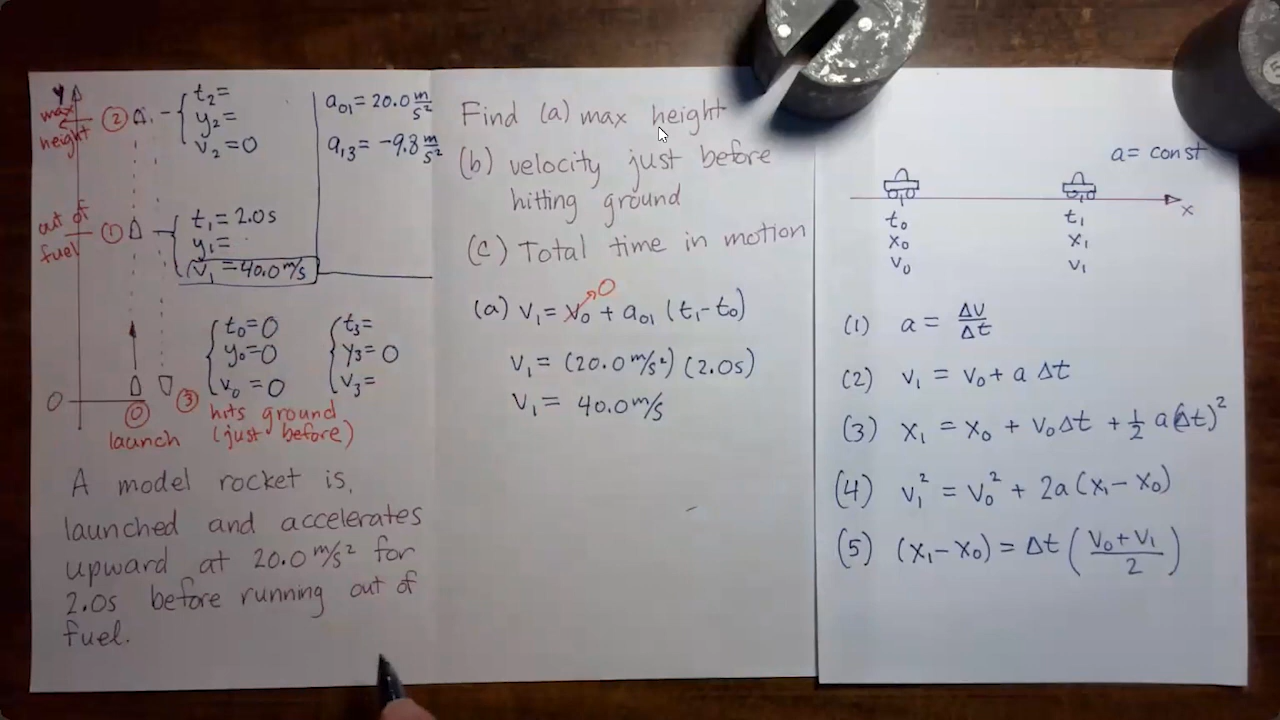 y
max
height
②
t₂=
y₂=
v₂=0
a₀₁=20.0 m/s²
a₁₃= -9.8 m/s²
out of
fuel
①
t₁=2.0s
y₁=
v₁=40.0m/s
t₀=0
y₀=0
v₀=0
t₃=
y₃=0
v₃=
0
⓪
launch
③ hits ground
(just before)
A model rocket is
launched and accelerates
upward at 20.0 m/s² for
2.0s before running out of
fuel.
Find (a) max height
(b) velocity just before
hitting ground
(c) Total time in motion
0
(a) v₁= v₀ + a₀₁ (t₁-t₀)
v₁= (20.0 m/s²)(2.0s)
v₁= 40.0 m/s
a= const
t₀
x₀
v₀
t₁
x₁
v₁
x
(1) a = Δv/Δt
(2) v₁ = v₀+ a Δt
(3) x₁ = x₀ + v₀Δt + ½ a(Δt)²
(4) v₁² = v₀² + 2a(x₁-x₀)
(5) (x₁-x₀) = Δt ((v₀+v₁)/2)